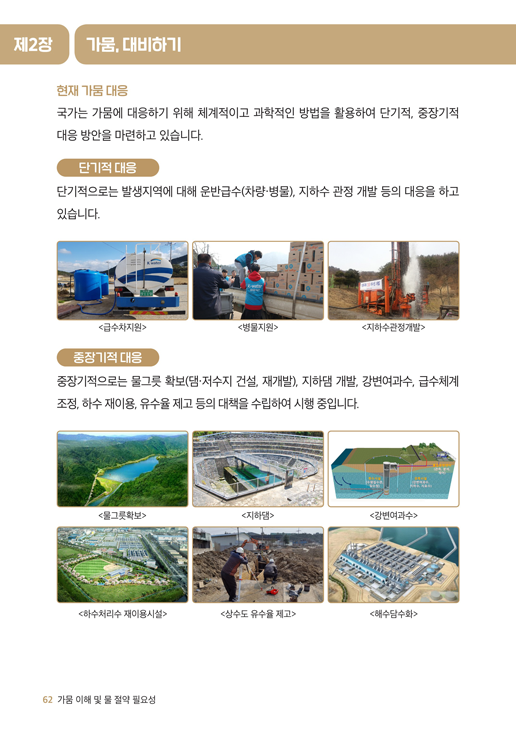 제2장
가뭄, 대비하기
현재 가뭄 대응
국가는 가뭄에 대응하기 위해 체계적이고 과학적인 방법을 활용하여 단기적, 중장기적
대응 방안을 마련하고 있습니다.
단기적 대응
단기적으로는 발생지역에 대해 운반급수(차량·병물), 지하수 관정 개발 등의 대응을 하고
있습니다.
<급수차지원>
<병물지원>
<지하수관정개발>
중장기적 대응
중장기적으로는 물그릇 확보(댐·저수지 건설, 재개발), 지하댐 개발, 강변여과수, 급수체계
조정, 하수 재이용, 유수율 제고 등의 대책을 수립하여 시행 중입니다.
<물그릇확보>
<지하댐>
<강변여과수>
<하수처리수 재이용시설>
<상수도 유수율 제고>
<해수담수화>
62 가뭄 이해 및 물 절약 필요성